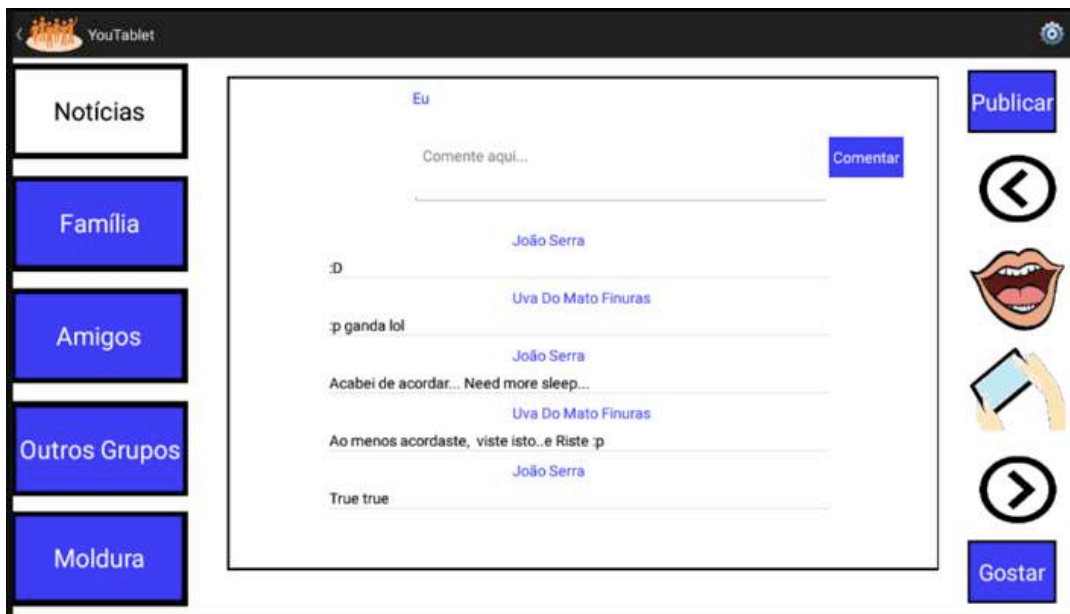 YouTablet
Notícias
Família
Amigos
Outros Grupos
Moldura
Eu
Comente aqui...
Comentar
João Serra
:D
Uva Do Mato Finuras
:p ganda lol
João Serra
Acabei de acordar... Need more sleep...
Uva Do Mato Finuras
Ao menos acordaste, viste isto..e Riste :p
João Serra
True true
Publicar
Gostar